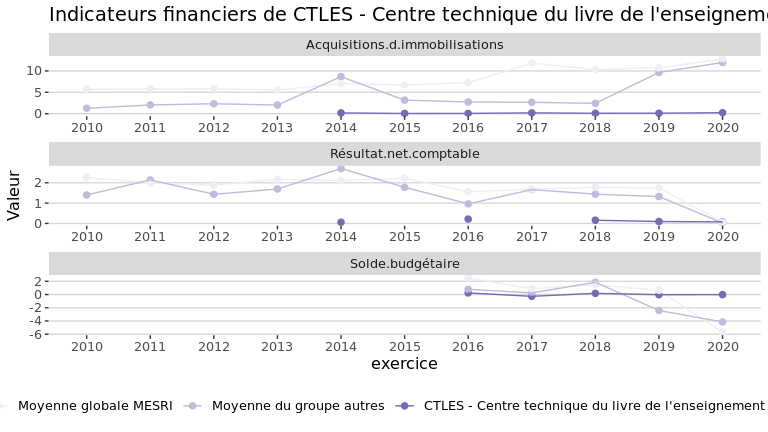 Indicateurs financiers de CTLES - Centre technique du livre de l'enseignem
Acquisitions.d.immobilisations
10
5
0
2010 2011 2012 2013 2014 2015 2016 2017 2018 2019 2020
Résultat.net.comptable
2
1
0
2010 2011 2012 2013 2014 2015 2016 2017 2018 2019 2020
Valeur
Solde.budgétaire
2
0
-2
-4
-6
2010 2011 2012 2013 2014 2015 2016 2017 2018 2019 2020
exercice
Moyenne globale MESRI Moyenne du groupe autres CTLES - Centre technique du livre de l'enseignement